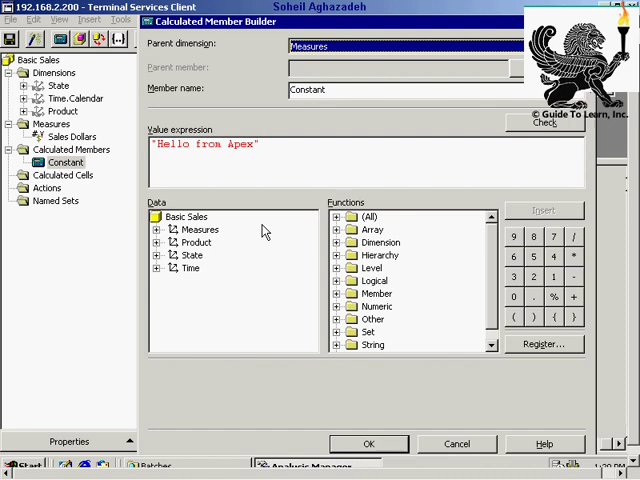 192.168.2.200 - Terminal Services Client
Soheil Aghazadeh
File Edit View Insert Tools
Calculated Member Builder
Parent dimension:
Measures
Parent member:
Member name:
Constant
© Guide To Learn, Inc.
Check
Value expression
"Hello from Apex"
Basic Sales
Dimensions
State
Time.Calendar
Product
Measures
Sales Dollars
Calculated Members
Constant
Calculated Cells
Actions
Named Sets
Properties
Data
Basic Sales
Measures
Product
State
Time
Functions
(All)
Array
Dimension
Hierarchy
Level
Logical
Member
Numeric
Other
Set
String
Insert
9 8 7 /
6 5 4 *
3 2 1 -
0 . % +
( ) { }
Register...
OK
Cancel
Help
Start
Batches
Analysis Manager
1:20 PM